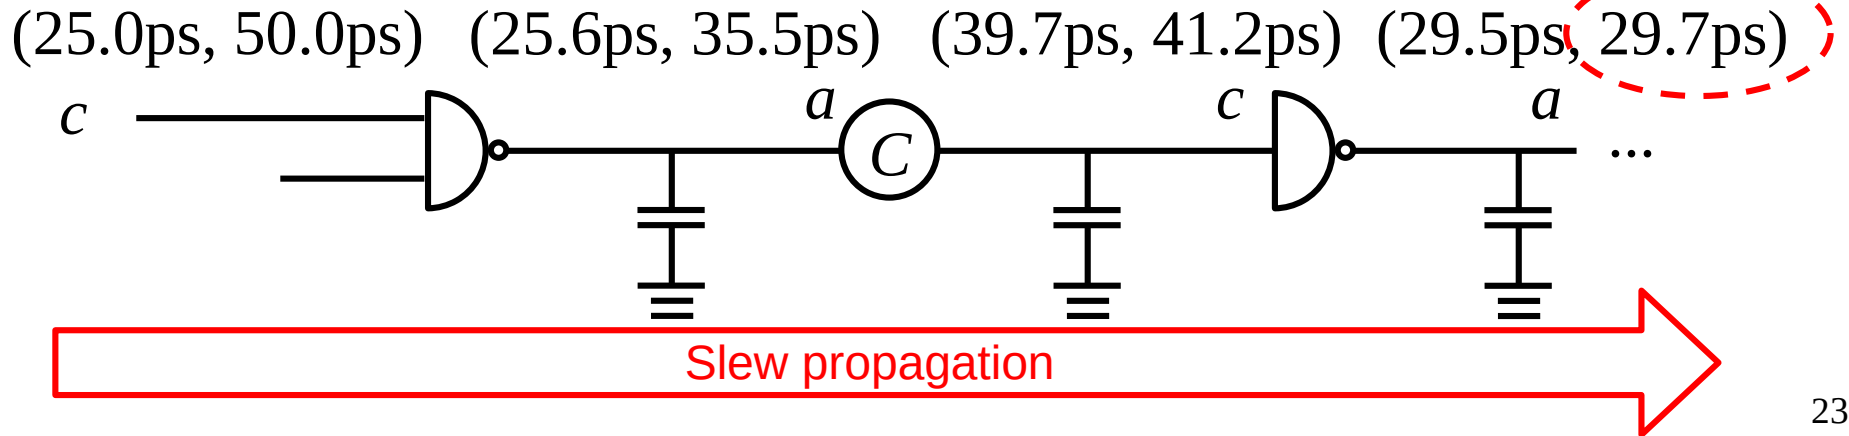 (25.0ps, 50.0ps) (25.6ps, 35.5ps) (39.7ps, 41.2ps) (29.5ps, 29.7ps)
c a c a
C ...
Slew propagation
23